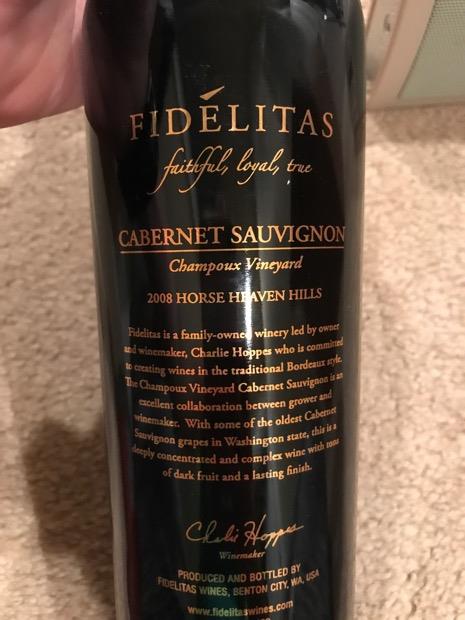 FIDÉLITAS
faithful, loyal, true
CABERNET SAUVIGNON
Champoux Vineyard
2008 HORSE HEAVEN HILLS
Fidelitas is a family-owned winery led by owner
and winemaker, Charlie Hoppes who is committed
to creating wines in the traditional Bordeaux style.
The Champoux Vineyard Cabernet Sauvignon is an
excellent collaboration between grower and
winemaker. With some of the oldest Cabernet
Sauvignon grapes in Washington state, this is a
deeply concentrated and complex wine with tons
of dark fruit and a lasting finish.
Charlie Hoppes
Winemaker
PRODUCED AND BOTTLED BY
FIDELITAS WINES, BENTON CITY, WA, USA
www.fidelitaswines.com